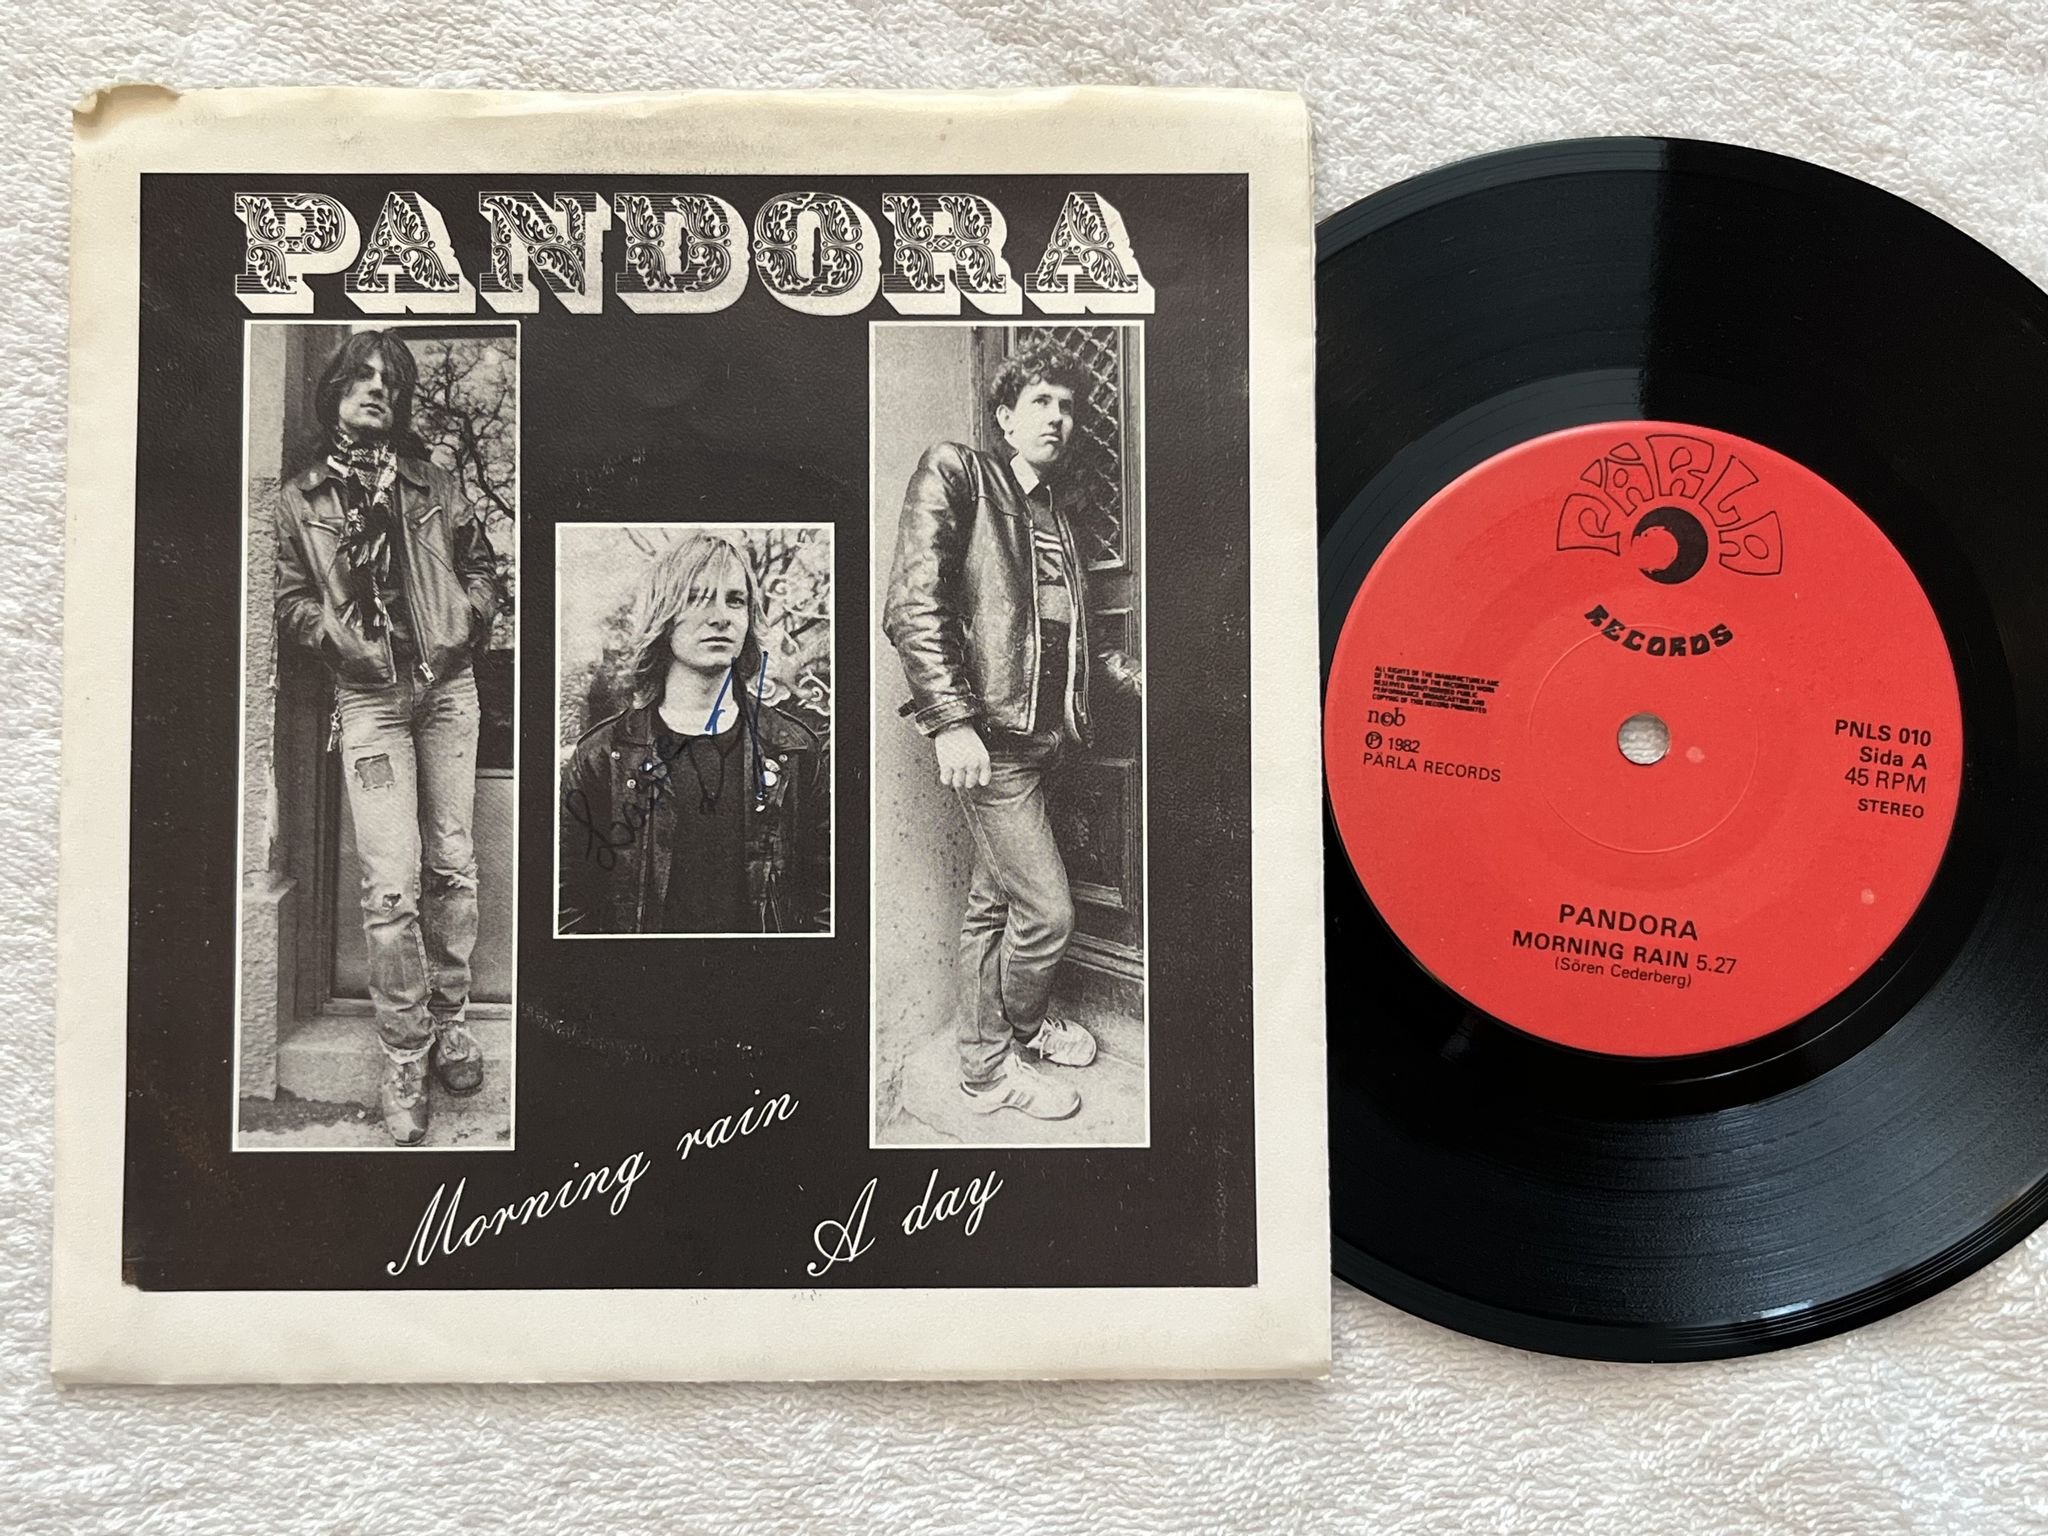 PANDORA
Morning rain
A day
PÄRLA
RECORDS
ALL RIGHTS OF THE MANUFACTURER AND
OF THE OWNER OF THE RECORDED WORK
RESERVED UNAUTHORISED PUBLIC
PERFORMANCE BROADCASTING AND
COPYING OF THIS RECORD PROHIBITED
ncb
Ⓟ 1982
PÄRLA RECORDS
PNLS 010
Sida A
45 RPM
STEREO
PANDORA
MORNING RAIN 5.27
(Sören Cederberg)